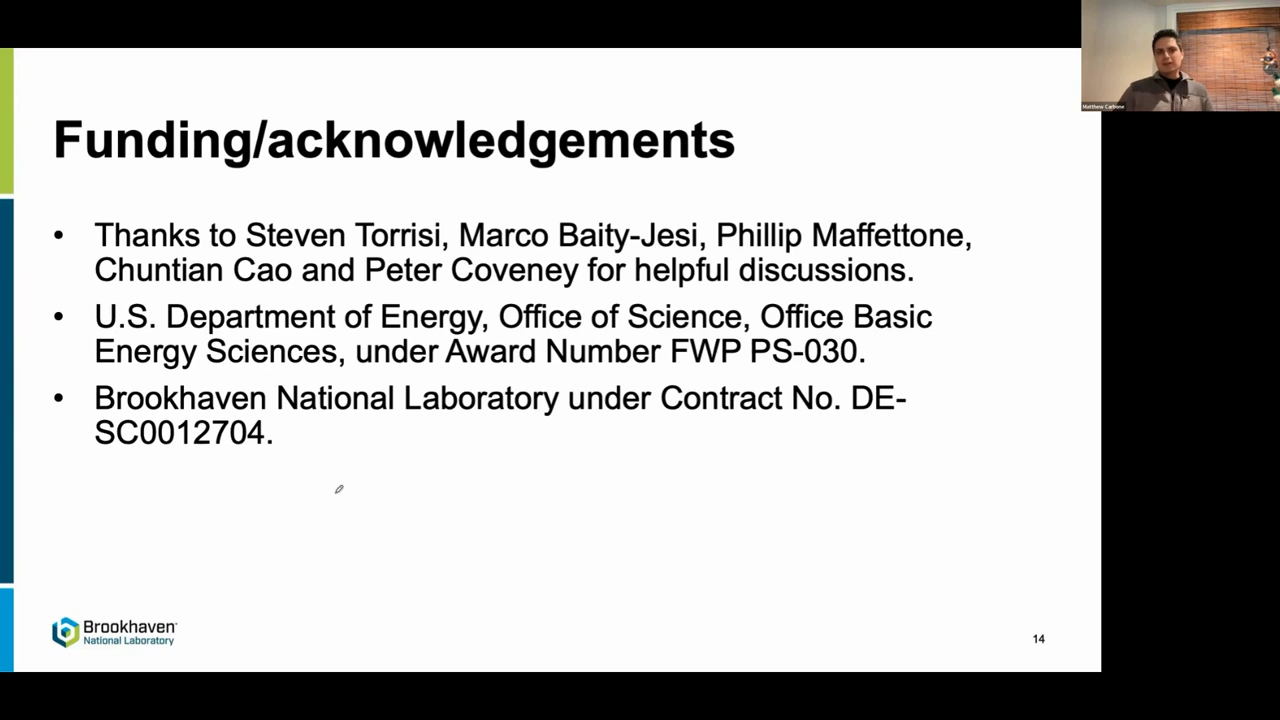 Matthew Carbone
Funding/acknowledgements
• Thanks to Steven Torrisi, Marco Baity-Jesi, Phillip Maffettone,
Chuntian Cao and Peter Coveney for helpful discussions.
• U.S. Department of Energy, Office of Science, Office Basic
Energy Sciences, under Award Number FWP PS-030.
• Brookhaven National Laboratory under Contract No. DE-
SC0012704.
Brookhaven
National Laboratory
14